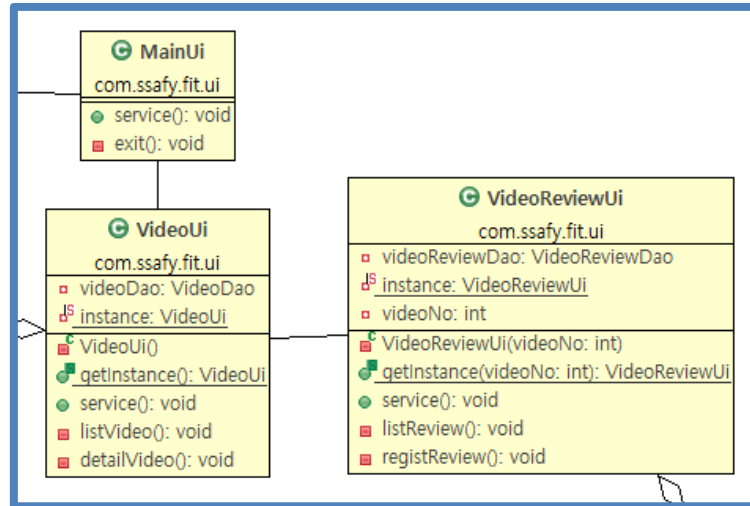 MainUi
com.ssafy.fit.ui
service(): void
exit(): void
VideoUi
com.ssafy.fit.ui
videoDao: VideoDao
instance: VideoUi
VideoUi()
getInstance(): VideoUi
service(): void
listVideo(): void
detailVideo(): void
VideoReviewUi
com.ssafy.fit.ui
videoReviewDao: VideoReviewDao
instance: VideoReviewUi
videoNo: int
VideoReviewUi(videoNo: int)
getInstance(videoNo: int): VideoReviewUi
service(): void
listReview(): void
registReview(): void